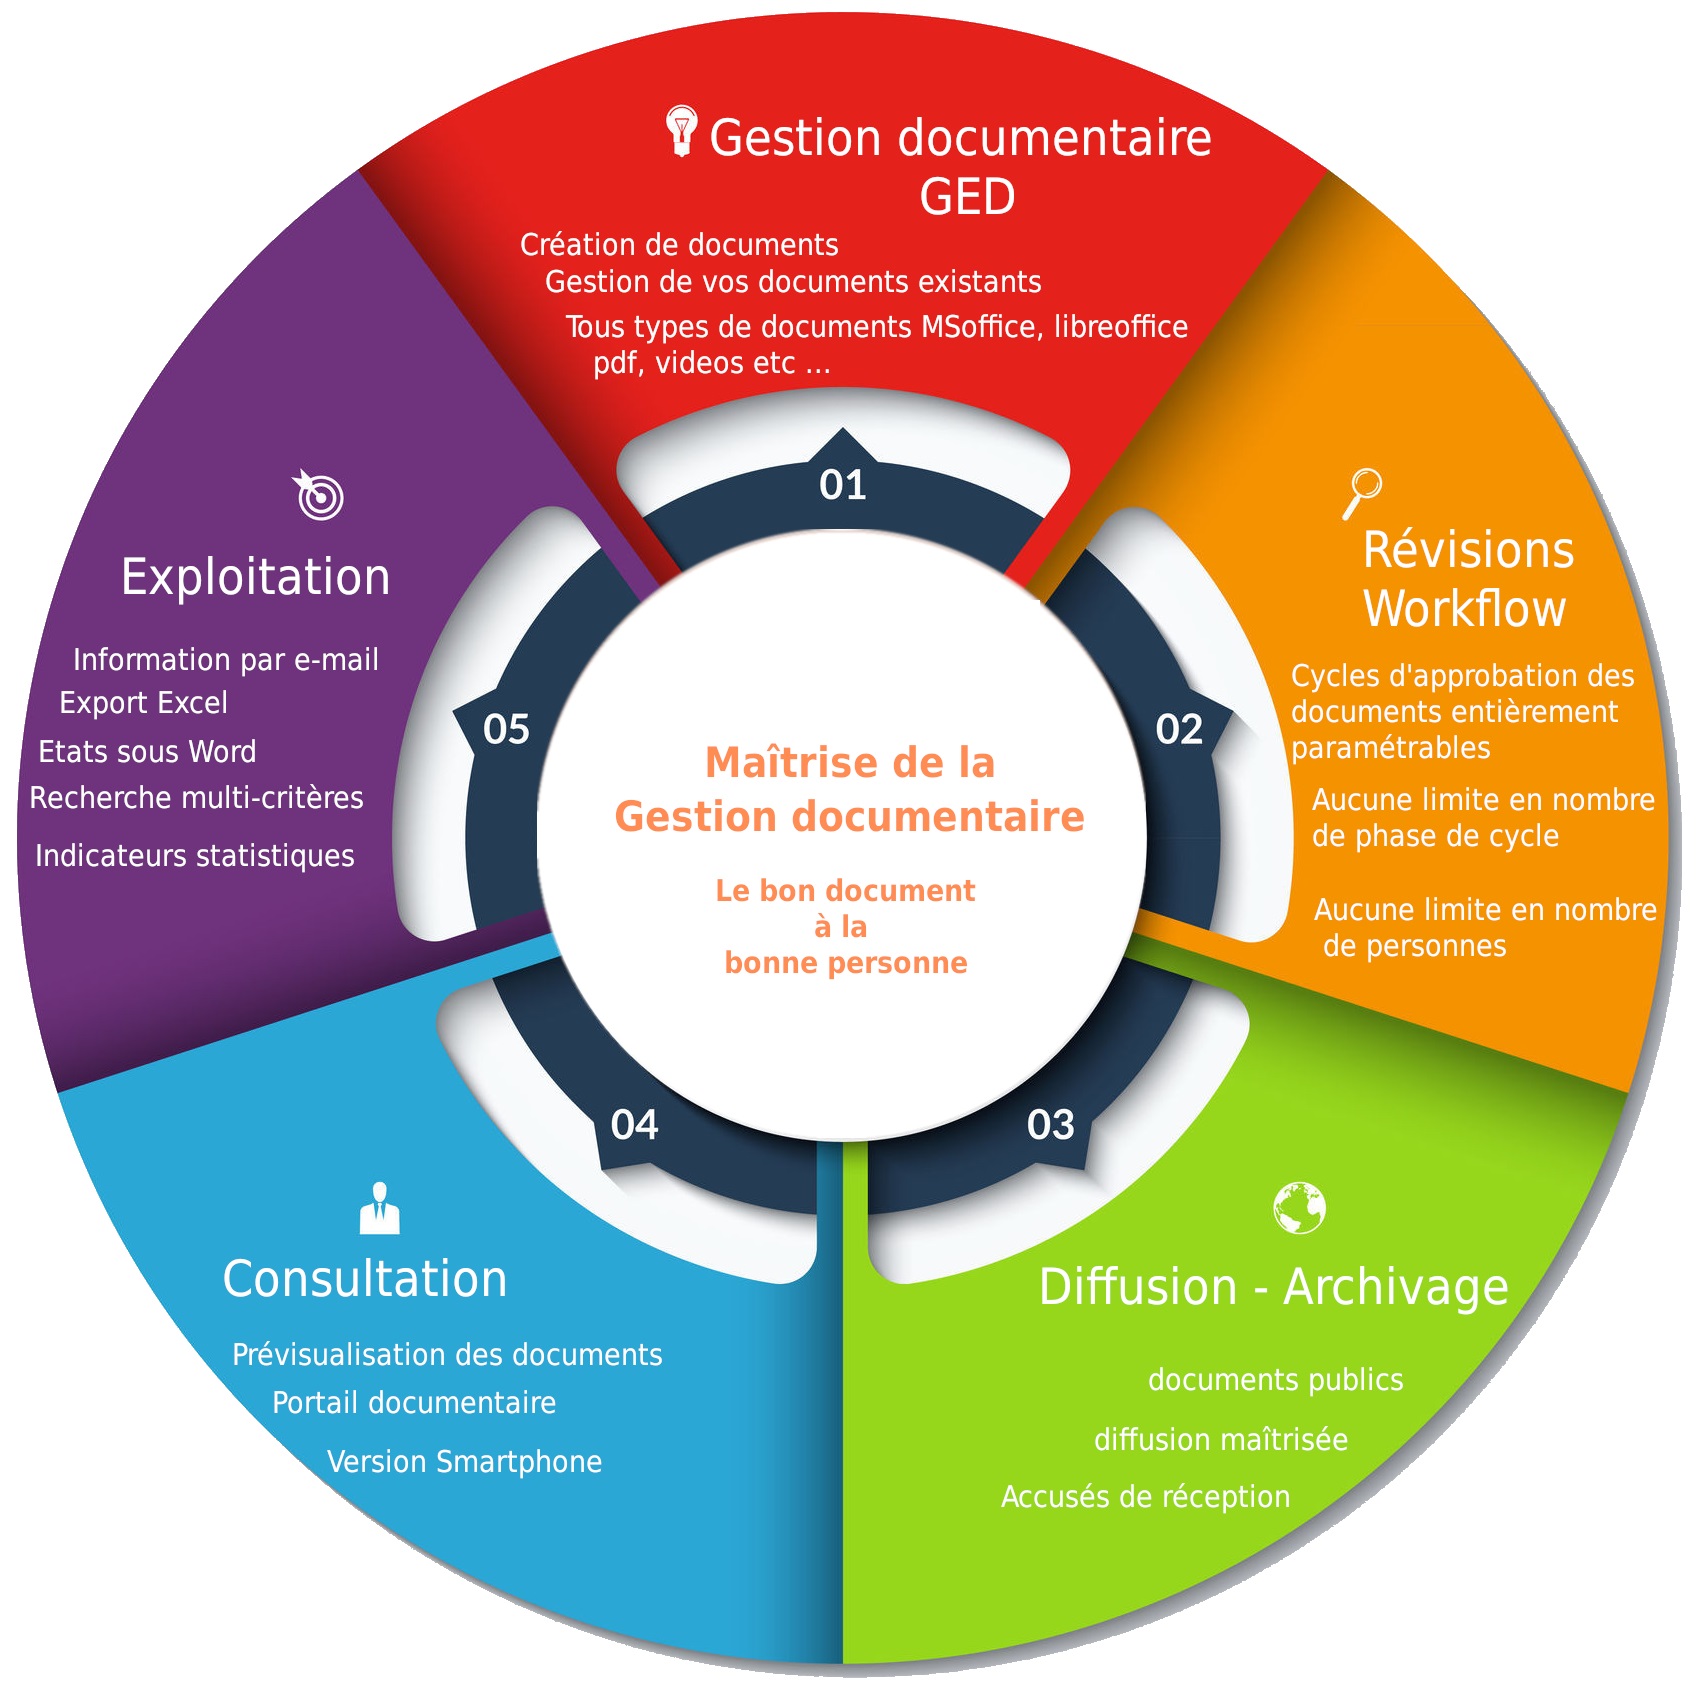 Gestion documentaire
GED
Création de documents
Gestion de vos documents existants
Tous types de documents MSoffice, libreoffice
pdf, videos etc ...
01
Révisions
Workflow
Cycles d'approbation des
documents entièrement
paramétrables
Aucune limite en nombre
de phase de cycle
Aucune limite en nombre
de personnes
02
Diffusion - Archivage
documents publics
diffusion maîtrisée
Accusés de réception
03
Consultation
Prévisualisation des documents
Portail documentaire
Version Smartphone
04
Exploitation
Information par e-mail
Export Excel
Etats sous Word
Recherche multi-critères
Indicateurs statistiques
05
Maîtrise de la
Gestion documentaire
Le bon document
à la
bonne personne